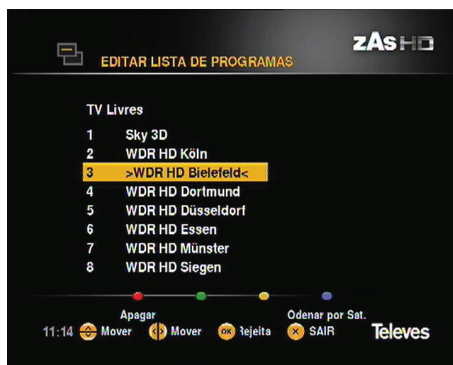 zAs HD
EDITAR LISTA DE PROGRAMAS
TV Livres
1 Sky 3D
2 WDR HD Köln
3 >WDR HD Bielefeld<
4 WDR HD Dortmund
5 WDR HD Düsseldorf
6 WDR HD Essen
7 WDR HD Münster
8 WDR HD Siegen
Apagar Odenar por Sat.
11:14 Mover Mover OK Rejeita SAIR Televes